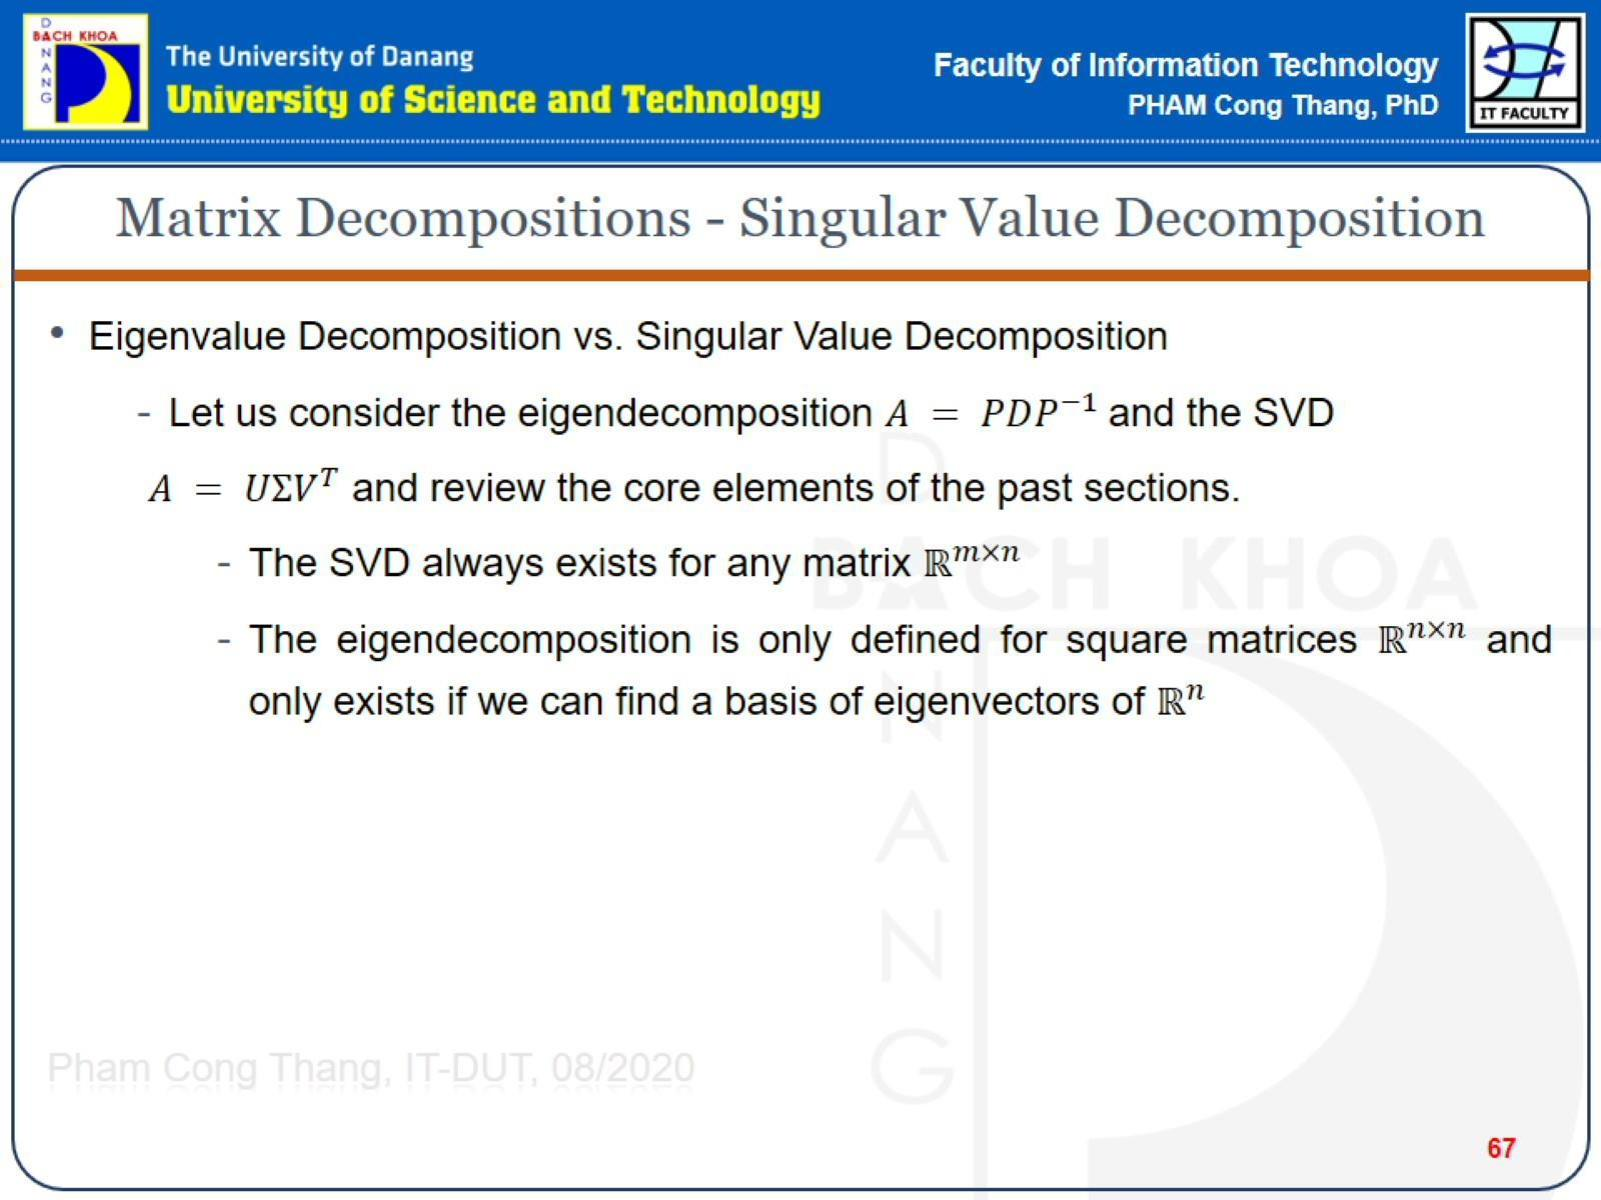 D
BACH KHOA
N
A
N
G
The University of Danang
University of Science and Technology
Faculty of Information Technology
PHAM Cong Thang, PhD
IT FACULTY
Matrix Decompositions - Singular Value Decomposition
• Eigenvalue Decomposition vs. Singular Value Decomposition
- Let us consider the eigendecomposition A = PDP⁻¹ and the SVD
A = UΣVᵀ and review the core elements of the past sections.
- The SVD always exists for any matrix ℝᵐˣⁿ
- The eigendecomposition is only defined for square matrices ℝⁿˣⁿ and
only exists if we can find a basis of eigenvectors of ℝⁿ
D
BACH KHOA
N
A
N
G
Pham Cong Thang, IT-DUT, 08/2020
67